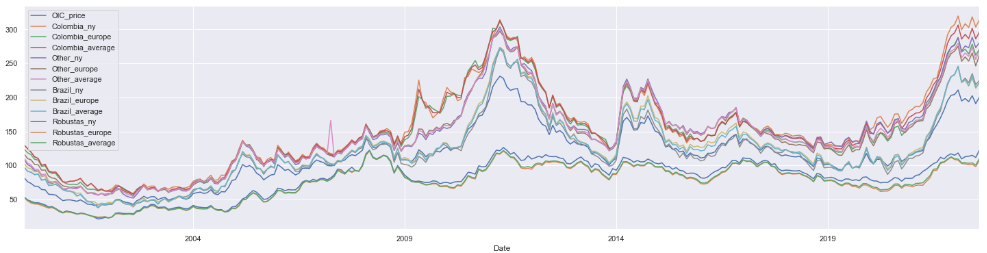 OIC_price
Colombia_ny
Colombia_europe
Colombia_average
Other_ny
Other_europe
Other_average
Brazil_ny
Brazil_europe
Brazil_average
Robustas_ny
Robustas_europe
Robustas_average
300
250
200
150
100
50
2004
2009
2014
2019
Date